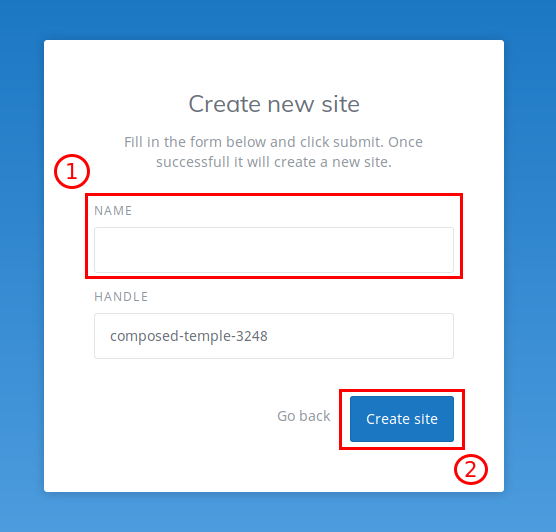 Create new site
Fill in the form below and click submit. Once
successfull it will create a new site.
1
NAME
HANDLE
composed-temple-3248
Go back
Create site
2